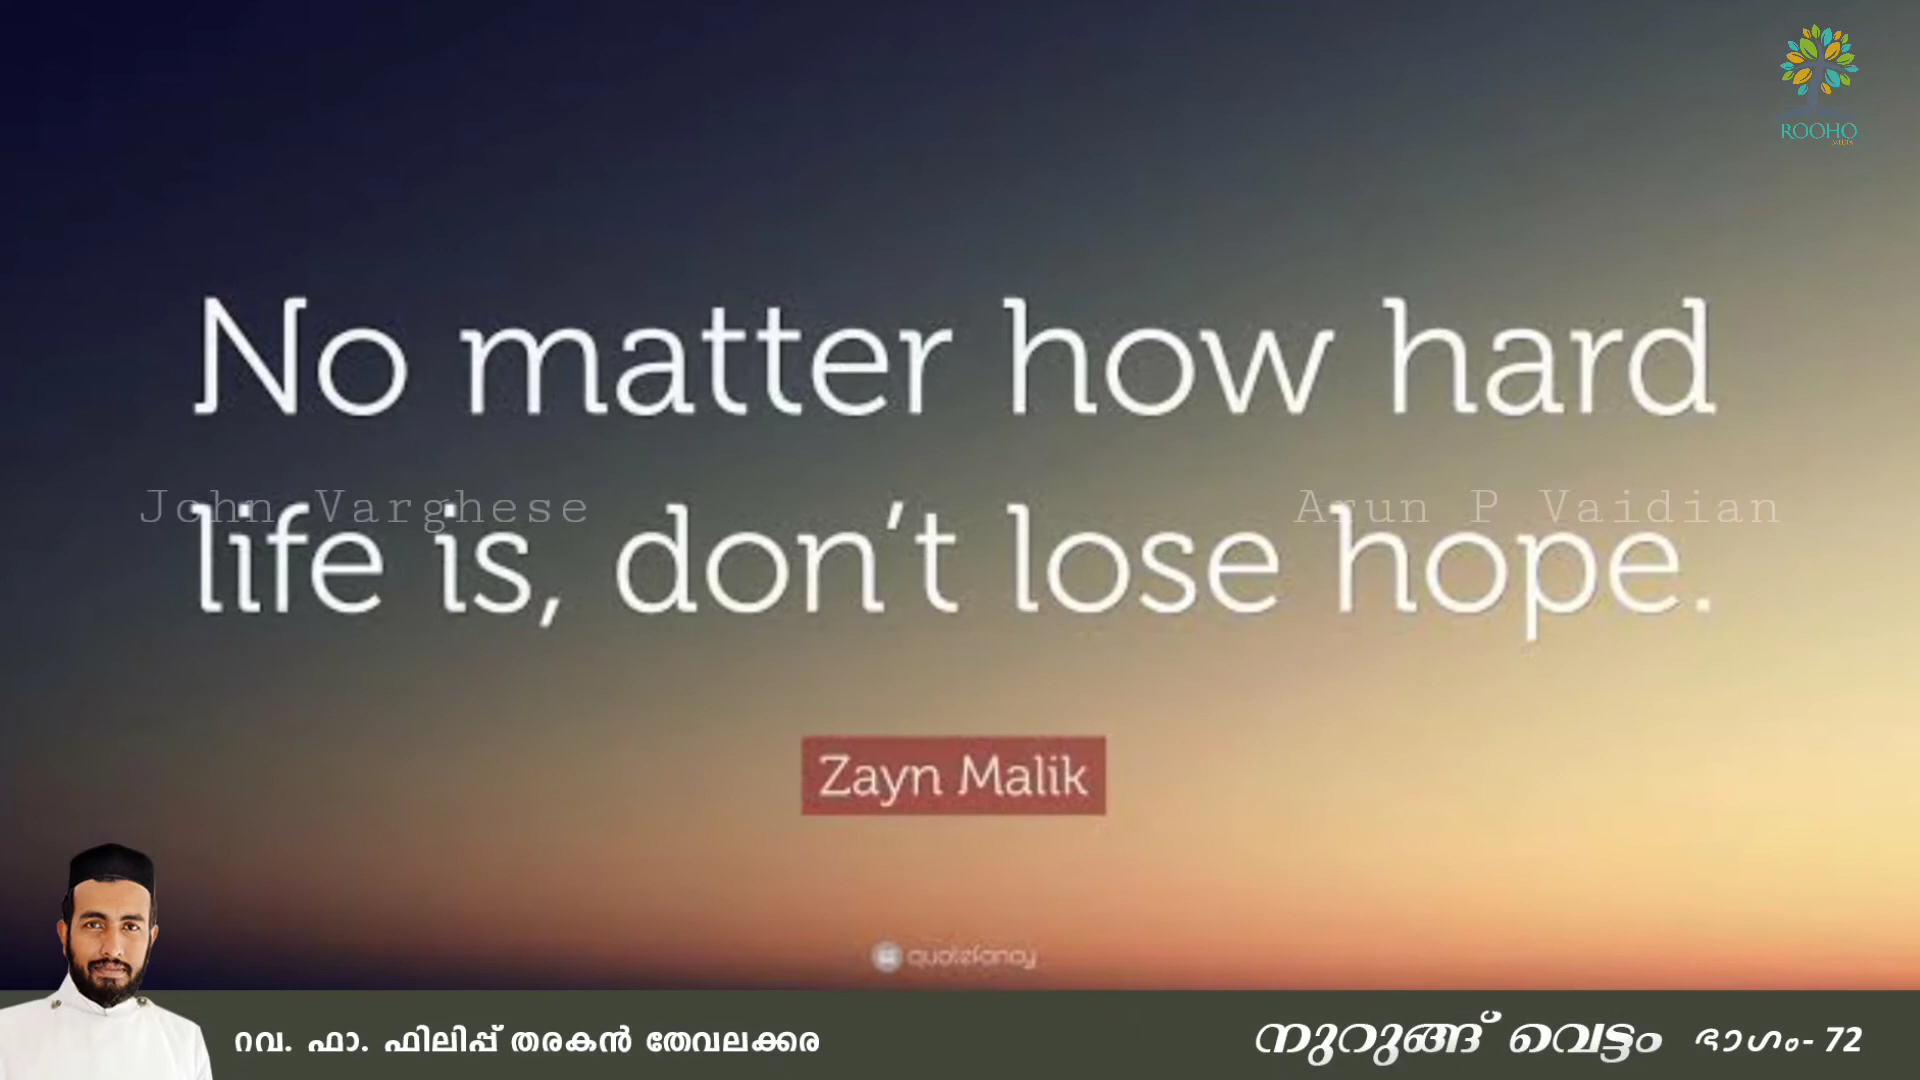 ROOHO
No matter how hard
John Varghese
Arun P Vaidian
life is, don’t lose hope.
Zayn Malik
quotefancy
റവ. ഫാ. ഫിലിപ്പ് തരകൻ തേവലക്കര
നുറുങ്ങ് വെട്ടം ഭാഗം- 72